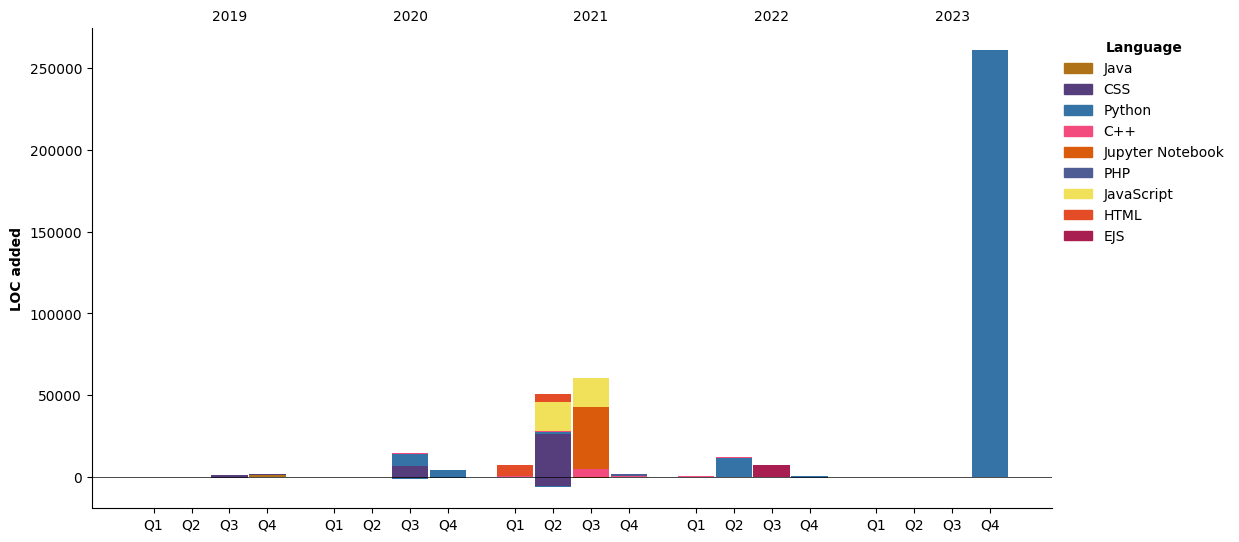 2019 2020 2021 2022 2023
LOC added
250000
200000
150000
100000
50000
0
Q1 Q2 Q3 Q4 Q1 Q2 Q3 Q4 Q1 Q2 Q3 Q4 Q1 Q2 Q3 Q4 Q1 Q2 Q3 Q4
Language
Java
CSS
Python
C++
Jupyter Notebook
PHP
JavaScript
HTML
EJS